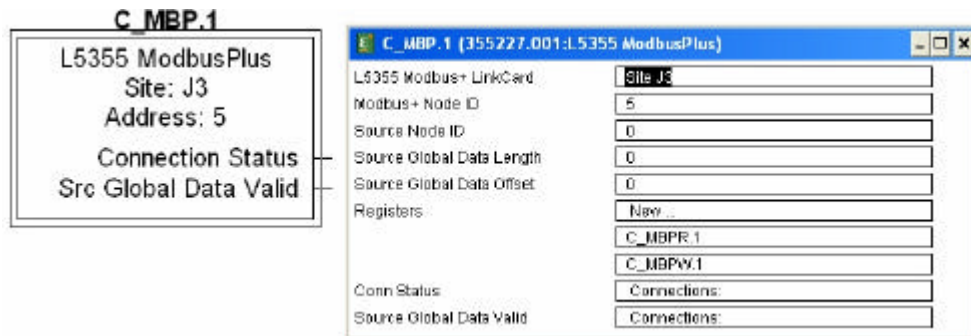 C_MBP.1
L5355 ModbusPlus
Site: J3
Address: 5
Connection Status
Src Global Data Valid
C_MBP.1 (355227.001:L5355 ModbusPlus)
L5355 Modbus+ LinkCard Site J3
Modbus+ Node ID 5
Source Node ID 0
Source Global Data Length 0
Source Global Data Offset 0
Registers New ...
C_MBPR.1
C_MBPW.1
Conn Status Connections:
Source Global Data Valid Connections: